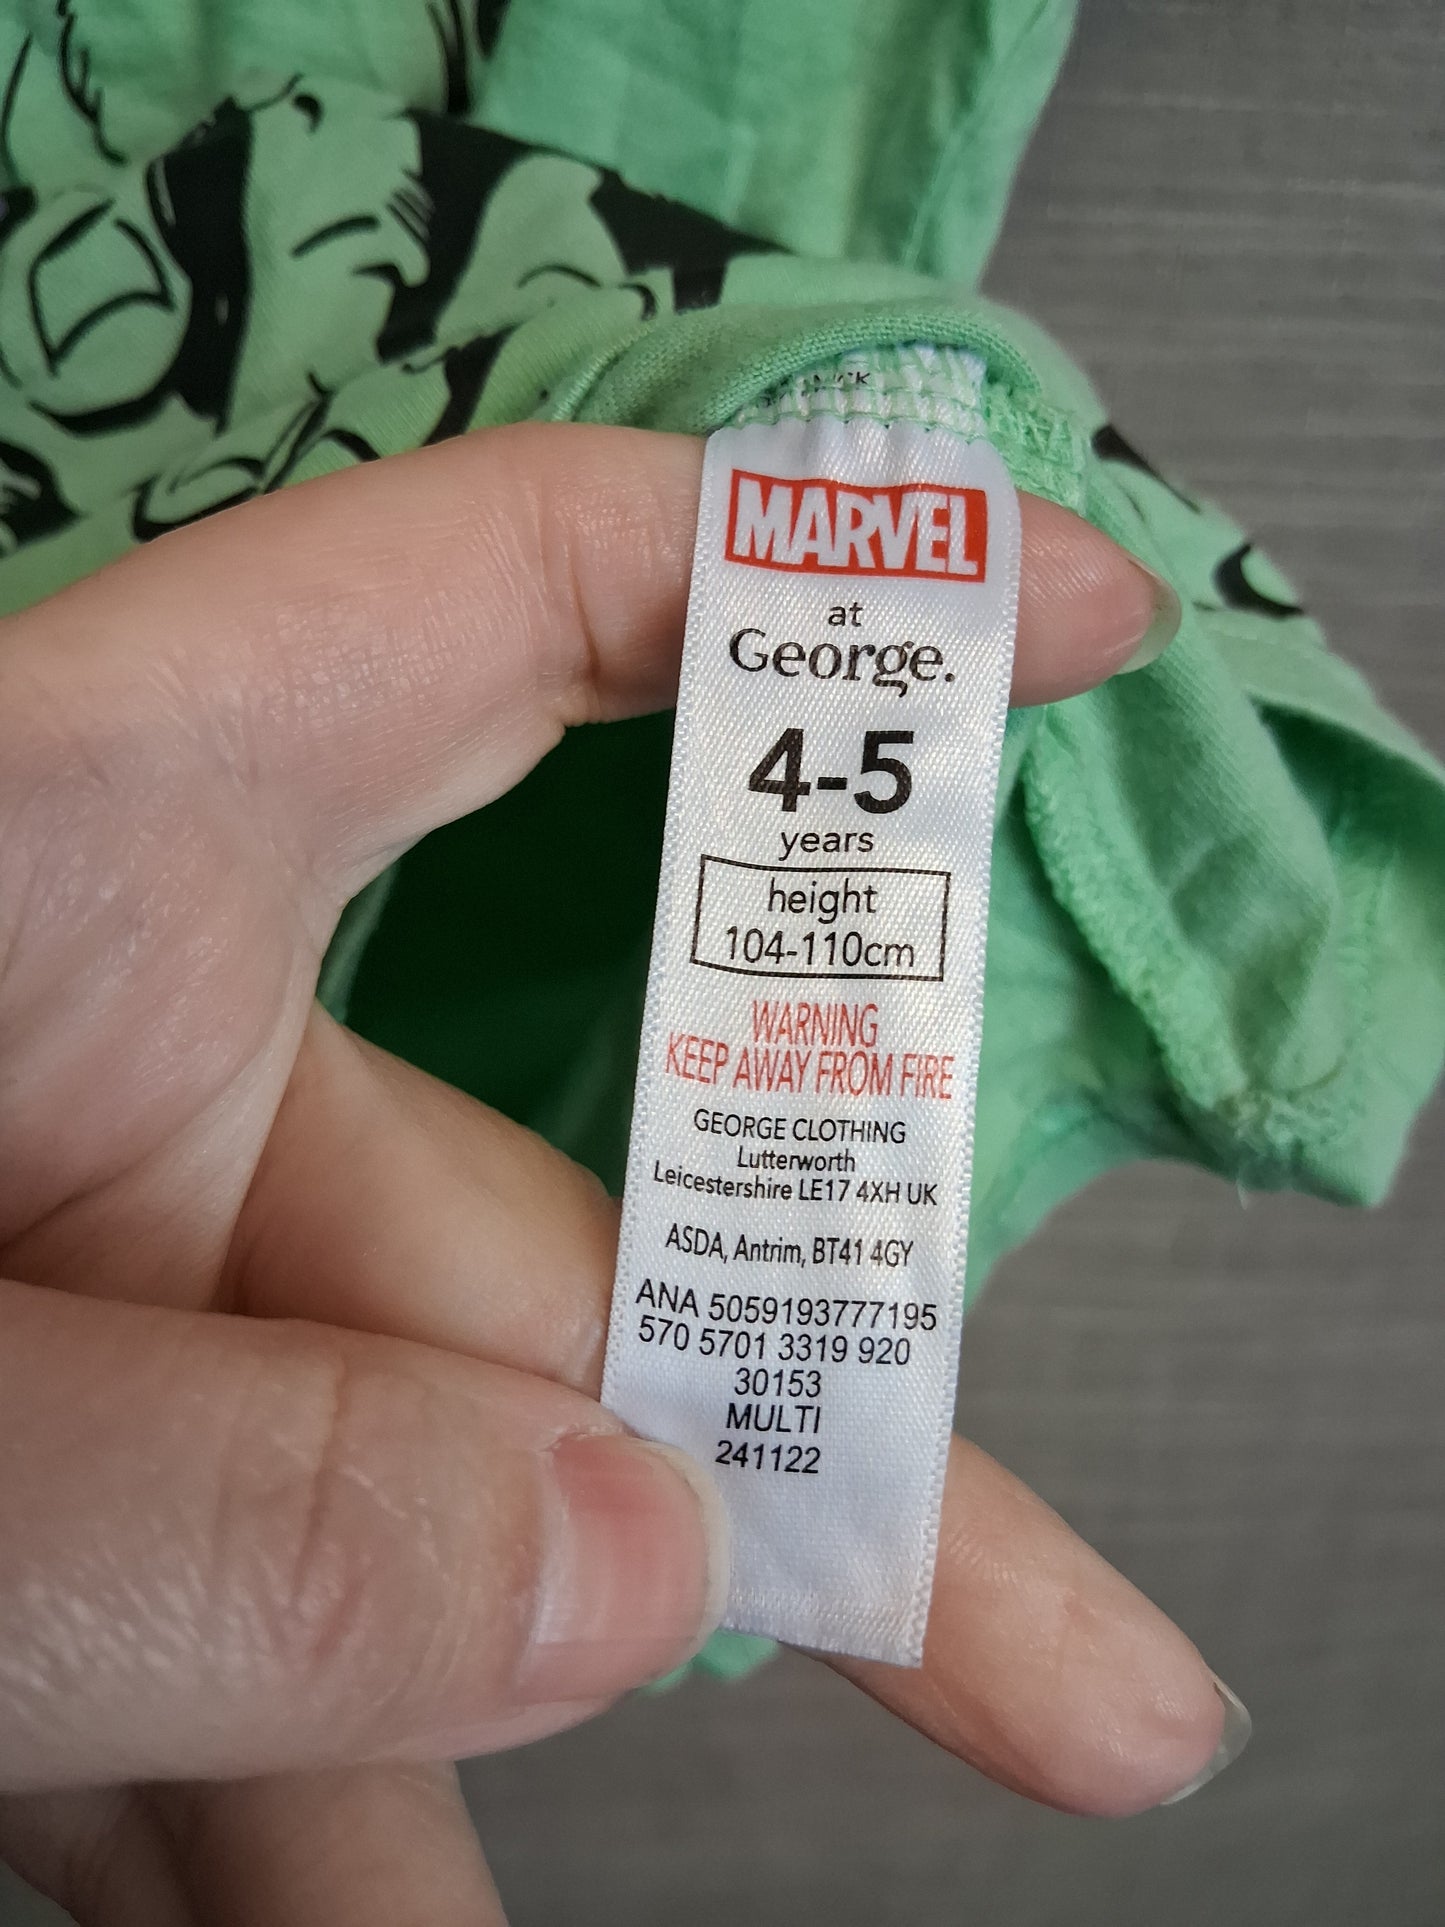 MARVEL
at
George.
4-5
years
height
104-110cm
WARNING
KEEP AWAY FROM FIRE
GEORGE CLOTHING
Lutterworth
Leicestershire LE17 4XH UK
ASDA, Antrim, BT41 4GY
ANA 5059193777195
570 5701 3319 920
30153
MULTI
241122